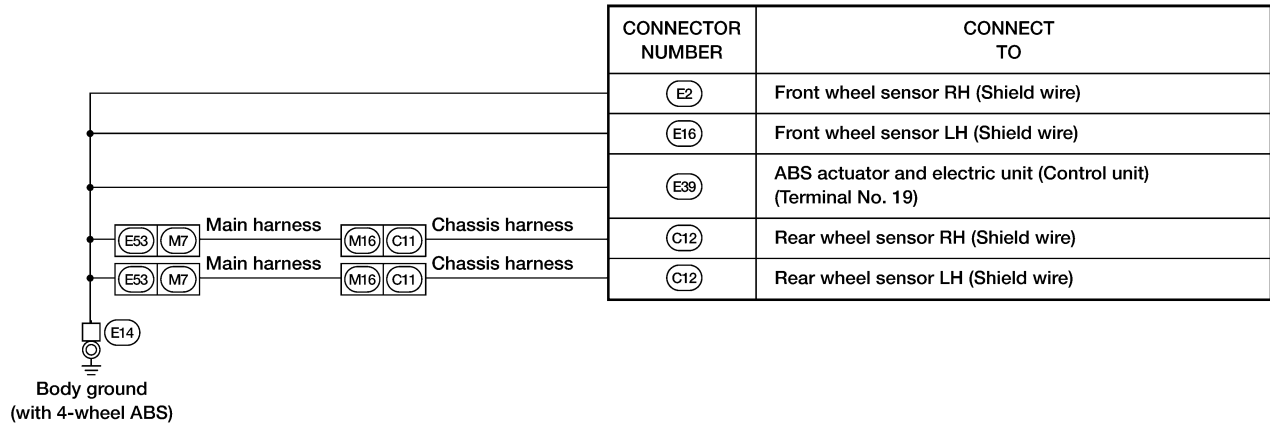 CONNECTOR
NUMBER
CONNECT
TO
E2
Front wheel sensor RH (Shield wire)
E16
Front wheel sensor LH (Shield wire)
E39
ABS actuator and electric unit (Control unit)
(Terminal No. 19)
E53 M7 Main harness M16 C11 Chassis harness
C12
Rear wheel sensor RH (Shield wire)
E53 M7 Main harness M16 C11 Chassis harness
C12
Rear wheel sensor LH (Shield wire)
E14
Body ground
(with 4-wheel ABS)